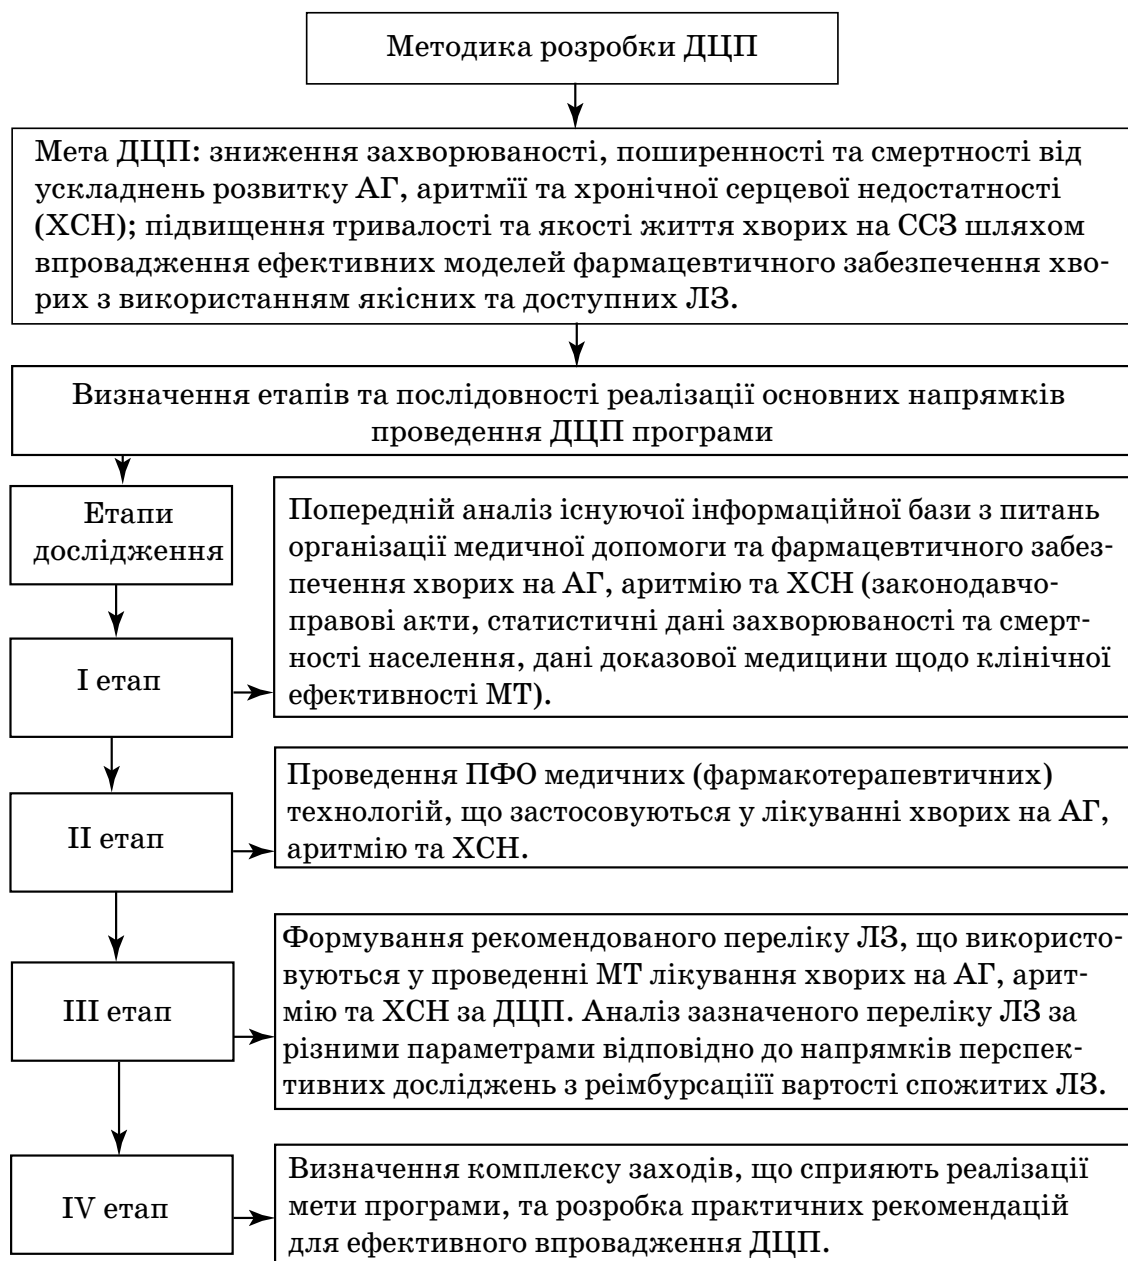 Методика розробки ДЦП
Мета ДЦП: зниження захворюваності, поширенності та смертності від
ускладнень розвитку АГ, аритмїї та хронічної серцевої недостатності
(ХСН); підвищення тривалості та якості життя хворих на ССЗ шляхом
впровадження ефективних моделей фармацевтичного забезпечення хво-
рих з використанням якісних та доступних ЛЗ.
Визначення етапів та послідовності реалізації основних напрямків
проведення ДЦП програми
Етапи
дослідження
І етап
Попередній аналіз існуючої інформаційної бази з питань
організації медичної допомоги та фармацевтичного забез-
печення хворих на АГ, аритмію та ХСН (законодавчо-
правові акти, статистичні дані захворюваності та смерт-
ності населення, дані доказової медицини щодо клінічної
ефективності МТ).
ІІ етап
Проведення ПФО медичних (фармакотерапевтичних)
технологій, що застосовуються у лікуванні хворих на АГ,
аритмію та ХСН.
ІІІ етап
Формування рекомендованого переліку ЛЗ, що використо-
вуються у проведенні МТ лікування хворих на АГ, арит-
мію та ХСН за ДЦП. Аналіз зазначеного переліку ЛЗ за
різними параметрами відповідно до напрямків перспек-
тивних досліджень з реімбурсаціїї вартості спожитих ЛЗ.
IV етап
Визначення комплексу заходів, що сприяють реалізації
мети програми, та розробка практичних рекомендацій
для ефективного впровадження ДЦП.